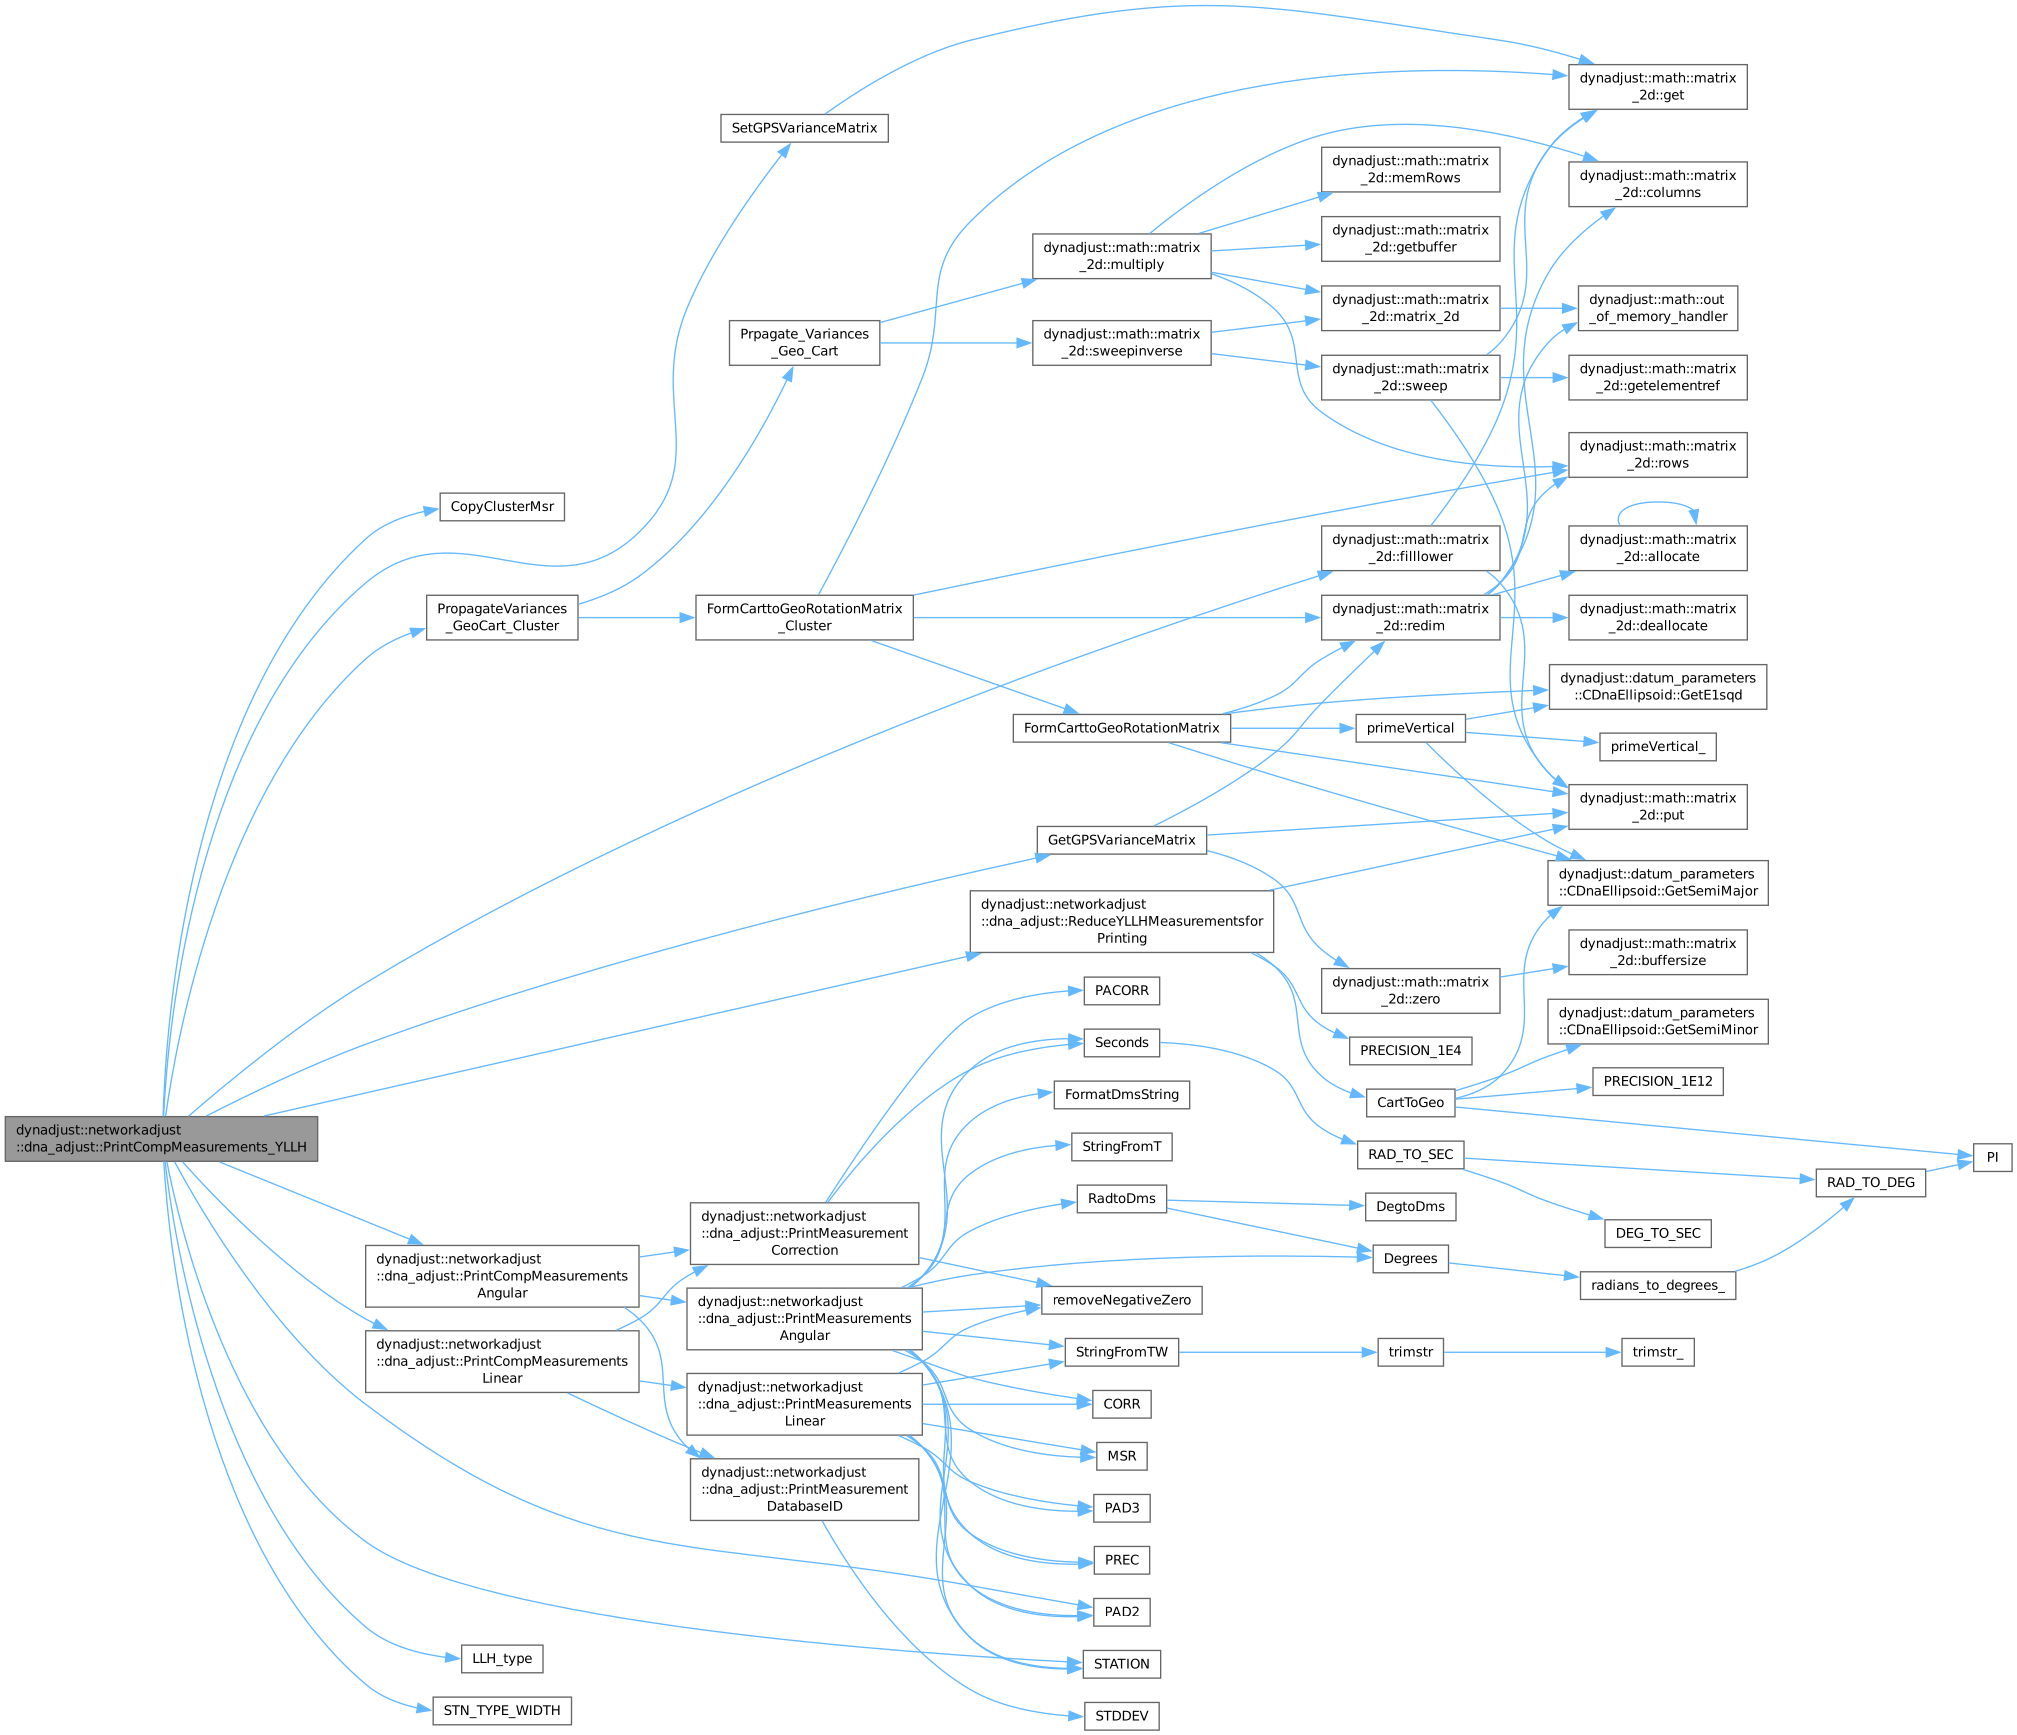 dynadjust::networkadjust
::dna_adjust::PrintCompMeasurements_YLLH
CopyClusterMsr
PropagateVariances
_GeoCart_Cluster
dynadjust::networkadjust
::dna_adjust::PrintCompMeasurements
Angular
dynadjust::networkadjust
::dna_adjust::PrintCompMeasurements
Linear
LLH_type
STN_TYPE_WIDTH
SetGPSVarianceMatrix
Prpagate_Variances
_Geo_Cart
FormCarttoGeoRotationMatrix
_Cluster
dynadjust::networkadjust
::dna_adjust::PrintMeasurement
Correction
dynadjust::networkadjust
::dna_adjust::PrintMeasurements
Angular
dynadjust::networkadjust
::dna_adjust::PrintMeasurements
Linear
dynadjust::networkadjust
::dna_adjust::PrintMeasurement
DatabaseID
dynadjust::math::matrix
_2d::multiply
dynadjust::math::matrix
_2d::sweepinverse
FormCarttoGeoRotationMatrix
GetGPSVarianceMatrix
dynadjust::networkadjust
::dna_adjust::ReduceYLLHMeasurementsfor
Printing
PACORR
Seconds
FormatDmsString
StringFromT
RadtoDms
removeNegativeZero
StringFromTW
CORR
MSR
PAD3
PREC
PAD2
STATION
STDDEV
dynadjust::math::matrix
_2d::memRows
dynadjust::math::matrix
_2d::getbuffer
dynadjust::math::matrix
_2d::matrix_2d
dynadjust::math::matrix
_2d::sweep
dynadjust::math::matrix
_2d::filllower
dynadjust::math::matrix
_2d::redim
primeVertical
dynadjust::math::matrix
_2d::zero
PRECISION_1E4
CartToGeo
RAD_TO_SEC
DegtoDms
Degrees
trimstr
dynadjust::math::matrix
_2d::get
dynadjust::math::matrix
_2d::columns
dynadjust::math::out
_of_memory_handler
dynadjust::math::matrix
_2d::getelementref
dynadjust::math::matrix
_2d::rows
dynadjust::math::matrix
_2d::allocate
dynadjust::math::matrix
_2d::deallocate
dynadjust::datum_parameters
::CDnaEllipsoid::GetE1sqd
primeVertical_
dynadjust::math::matrix
_2d::put
dynadjust::datum_parameters
::CDnaEllipsoid::GetSemiMajor
dynadjust::math::matrix
_2d::buffersize
dynadjust::datum_parameters
::CDnaEllipsoid::GetSemiMinor
PRECISION_1E12
DEG_TO_SEC
radians_to_degrees_
trimstr_
RAD_TO_DEG
PI